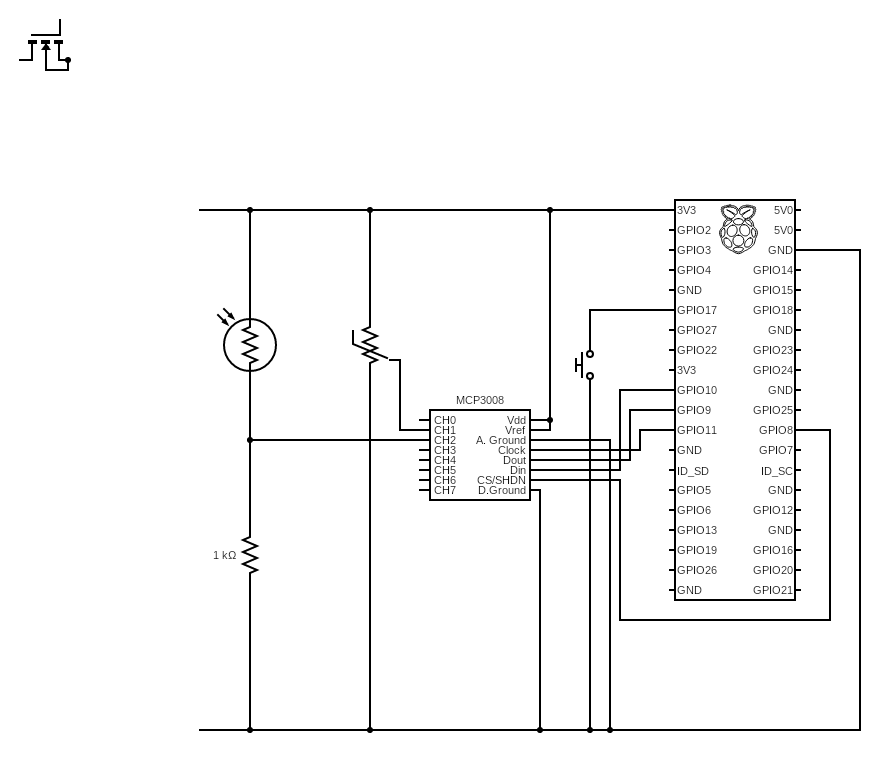 3V3 5V0
GPIO2 5V0
GPIO3 GND
GPIO4 GPIO14
GND GPIO15
GPIO17 GPIO18
GPIO27 GND
GPIO22 GPIO23
3V3 GPIO24
GPIO10 GND
GPIO9 GPIO25
GPIO11 GPIO8
GND GPIO7
ID_SD ID_SC
GPIO5 GND
GPIO6 GPIO12
GPIO13 GND
GPIO19 GPIO16
GPIO26 GPIO20
GND GPIO21
MCP3008
CH0 Vdd
CH1 Vref
CH2 A. Ground
CH3 Clock
CH4 Dout
CH5 Din
CH6 CS/SHDN
CH7 D.Ground
1 kΩ